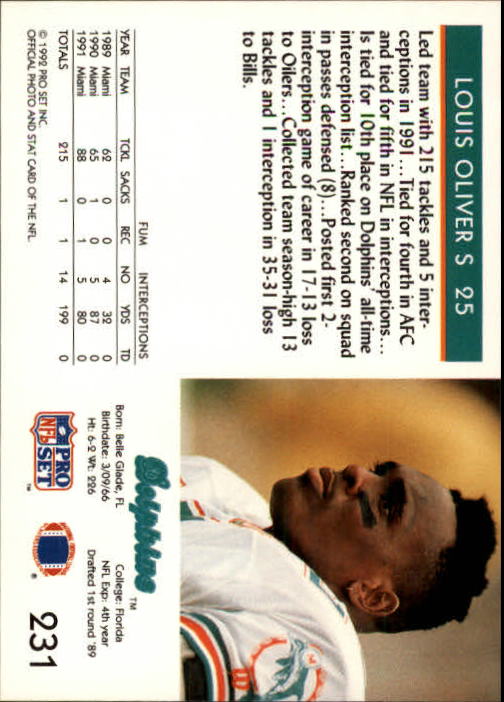 LOUIS OLIVER S 25
Led team with 215 tackles and 5 inter-
ceptions in 1991...Tied for fourth in AFC
and tied for fifth in NFL in interceptions...
Is tied for 10th place on Dolphins' all-time
interception list...Ranked second on squad
in passes defensed (8)...Posted first 2-
interception game of career in 17-13 loss
to Oilers...Collected team season-high 13
tackles and 1 interception in 35-31 loss
to Bills.
FUM INTERCEPTIONS
YEAR TEAM TCKL SACKS REC NO YDS TD
1989 Miami 62 0 0 4 32 0
1990 Miami 65 1 0 5 87 0
1991 Miami 88 0 1 5 80 0
TOTALS 215 1 1 14 199 0
© 1992 PRO SET INC.
OFFICIAL PHOTO AND STAT CARD OF THE NFL.
Dolphins™
Born: Belle Glade, FL College: Florida
Birthdate: 3/09/66 NFL Exp: 4th year
Ht: 6-2 Wt: 226 Drafted 1st round '89
PRO
NFL
SET
™
®
231